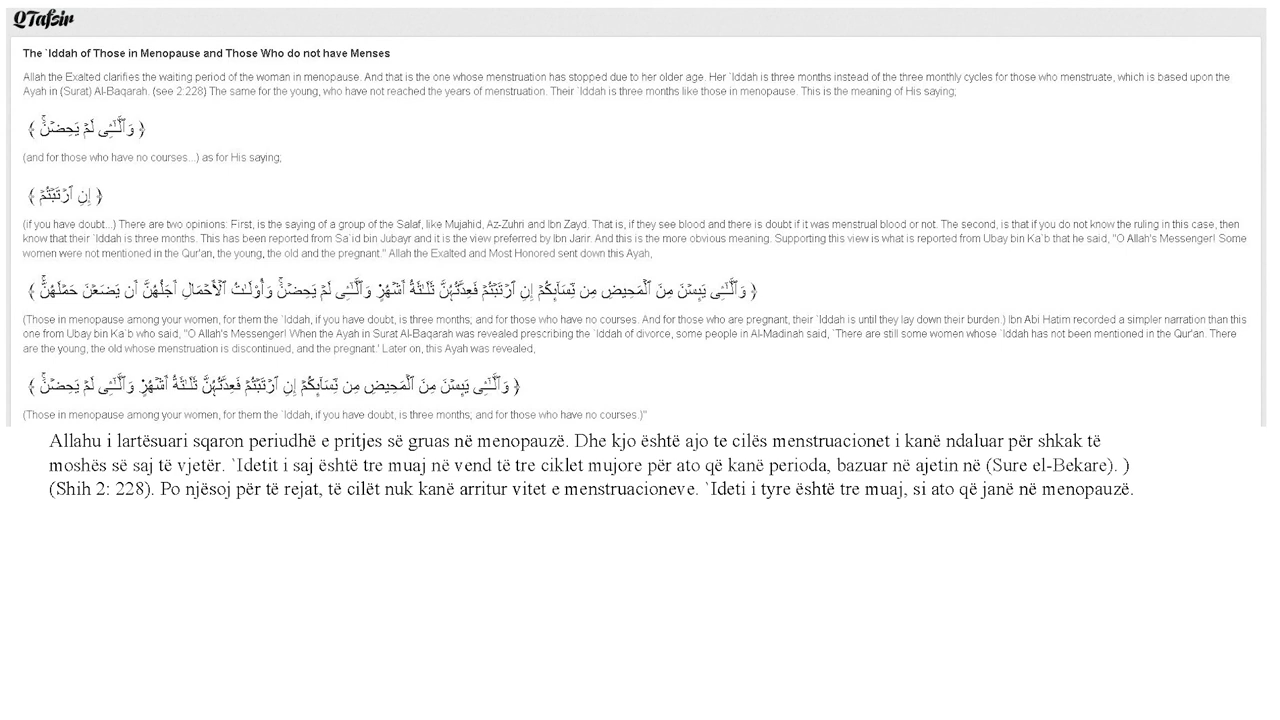 QTafsir
The `Iddah of Those in Menopause and Those Who do not have Menses
Allah the Exalted clarifies the waiting period of the woman in menopause. And that is the one whose menstruation has stopped due to her older age. Her `Iddah is three months instead of the three monthly cycles for those who menstruate, which is based upon the
Ayah in (Surat) Al-Baqarah. (see 2:228) The same for the young, who have not reached the years of menstruation. Their `Iddah is three months like those in menopause. This is the meaning of His saying;
﴿ وَٱلَّـٰۤـِٔی لَمۡ یَحِضۡنَۚ ﴾
(and for those who have no courses...) as for His saying;
﴿ إِنِ ٱرۡتَبۡتُمۡ ﴾
(if you have doubt...) There are two opinions: First, is the saying of a group of the Salaf, like Mujahid, Az-Zuhri and Ibn Zayd. That is, if they see blood and there is doubt if it was menstrual blood or not. The second, is that if you do not know the ruling in this case, then
know that their `Iddah is three months. This has been reported from Sa`id bin Jubayr and it is the view preferred by Ibn Jarir. And this is the more obvious meaning. Supporting this view is what is reported from Ubay bin Ka`b that he said, "O Allah's Messenger! Some
women were not mentioned in the Qur'an, the young, the old and the pregnant." Allah the Exalted and Most Honored sent down this Ayah,
﴿ وَٱلَّـٰۤـِٔی یَىِٕسۡنَ مِنَ ٱلۡمَحِیضِ مِن نِّسَاۤىِٕكُمۡ إِنِ ٱرۡتَبۡتُمۡ فَعِدَّتُهُنَّ ثَلَـٰثَةُ أَشۡهُرࣲ وَٱلَّـٰۤـِٔی لَمۡ یَحِضۡنَۚ وَأُو۟لَـٰتُ ٱلۡأَحۡمَالِ أَجَلُهُنَّ أَن یَضَعۡنَ حَمۡلَهُنَّۚ ﴾
(Those in menopause among your women, for them the `Iddah, if you have doubt, is three months; and for those who have no courses. And for those who are pregnant, their `Iddah is until they lay down their burden.) Ibn Abi Hatim recorded a simpler narration than this
one from Ubay bin Ka`b who said, "O Allah's Messenger! When the Ayah in Surat Al-Baqarah was revealed prescribing the `Iddah of divorce, some people in Al-Madinah said, `There are still some women whose `Iddah has not been mentioned in the Qur'an. There
are the young, the old whose menstruation is discontinued, and the pregnant.' Later on, this Ayah was revealed,
﴿ وَٱلَّـٰۤـِٔی یَىِٕسۡنَ مِنَ ٱلۡمَحِیضِ مِن نِّسَاۤىِٕكُمۡ إِنِ ٱرۡتَبۡتُمۡ فَعِدَّتُهُنَّ ثَلَـٰثَةُ أَشۡهُرࣲ وَٱلَّـٰۤـِٔی لَمۡ یَحِضۡنَۚ ﴾
(Those in menopause among your women, for them the `Iddah, if you have doubt, is three months; and for those who have no courses.)"
Allahu i lartësuari sqaron periudhë e pritjes së gruas në menopauzë. Dhe kjo është ajo te cilës menstruacionet i kanë ndaluar për shkak të
moshës së saj të vjetër. `Idetit i saj është tre muaj në vend të tre ciklet mujore për ato që kanë perioda, bazuar në ajetin në (Sure el-Bekare). )
(Shih 2: 228). Po njësoj për të rejat, të cilët nuk kanë arritur vitet e menstruacioneve. `Ideti i tyre është tre muaj, si ato që janë në menopauzë.